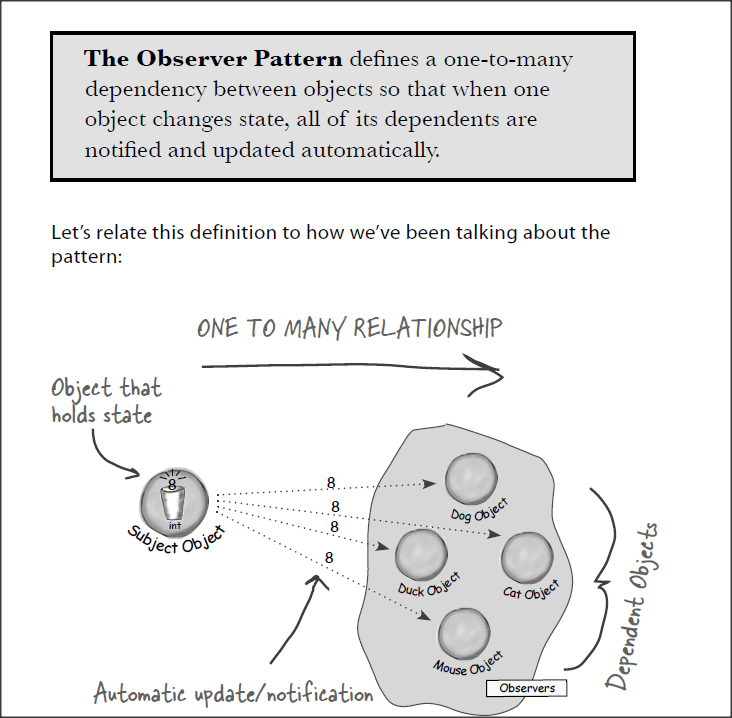 The Observer Pattern defines a one-to-many
dependency between objects so that when one
object changes state, all of its dependents are
notified and updated automatically.
Let’s relate this definition to how we’ve been talking about the
pattern:
ONE TO MANY RELATIONSHIP
Object that
holds state
8
int
Subject Object
8
8
8
8
Dog Object
Duck Object
Cat Object
Mouse Object
Observers
Dependent Objects
Automatic update/notification